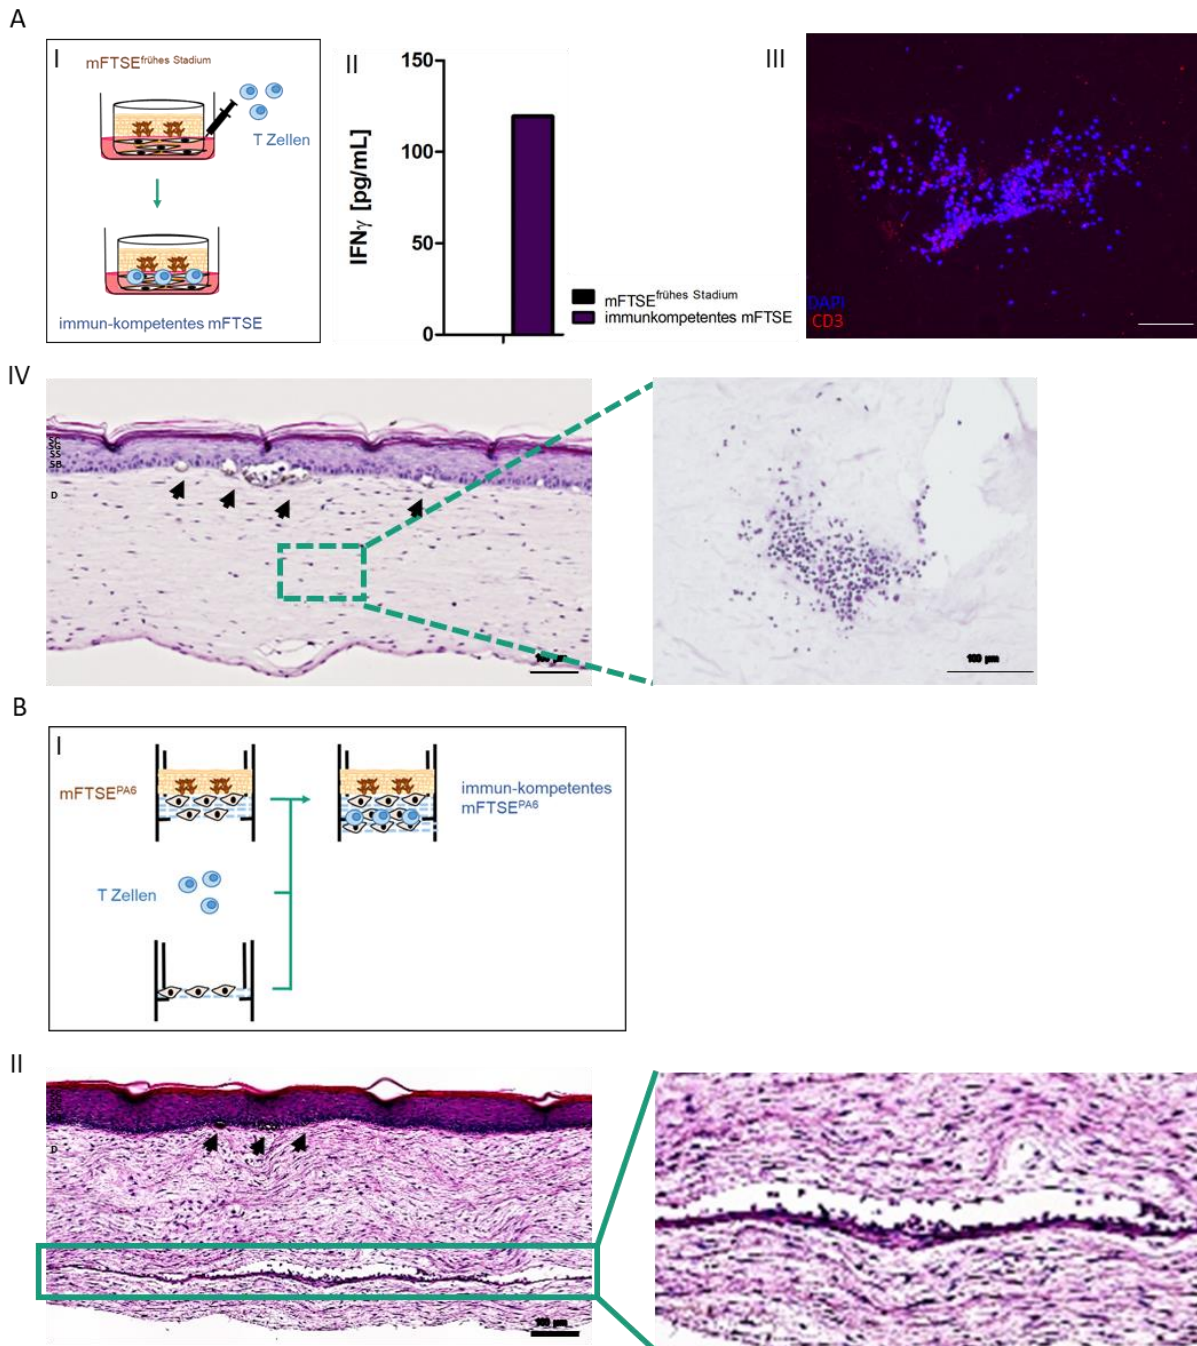 A
I
mFTSE^frühes Stadium
T Zellen
immun-kompetentes mFTSE
II
150
100
50
0
IFNγ [pg/mL]
mFTSE^frühes Stadium
immunkompetentes mFTSE
III
DAPI
CD3
IV
SC
SG
SS
SB
D
100 µm
100 µm
B
I
mFTSE^PA6
immun-kompetentes
mFTSE^PA6
T Zellen
II
D
100 µm